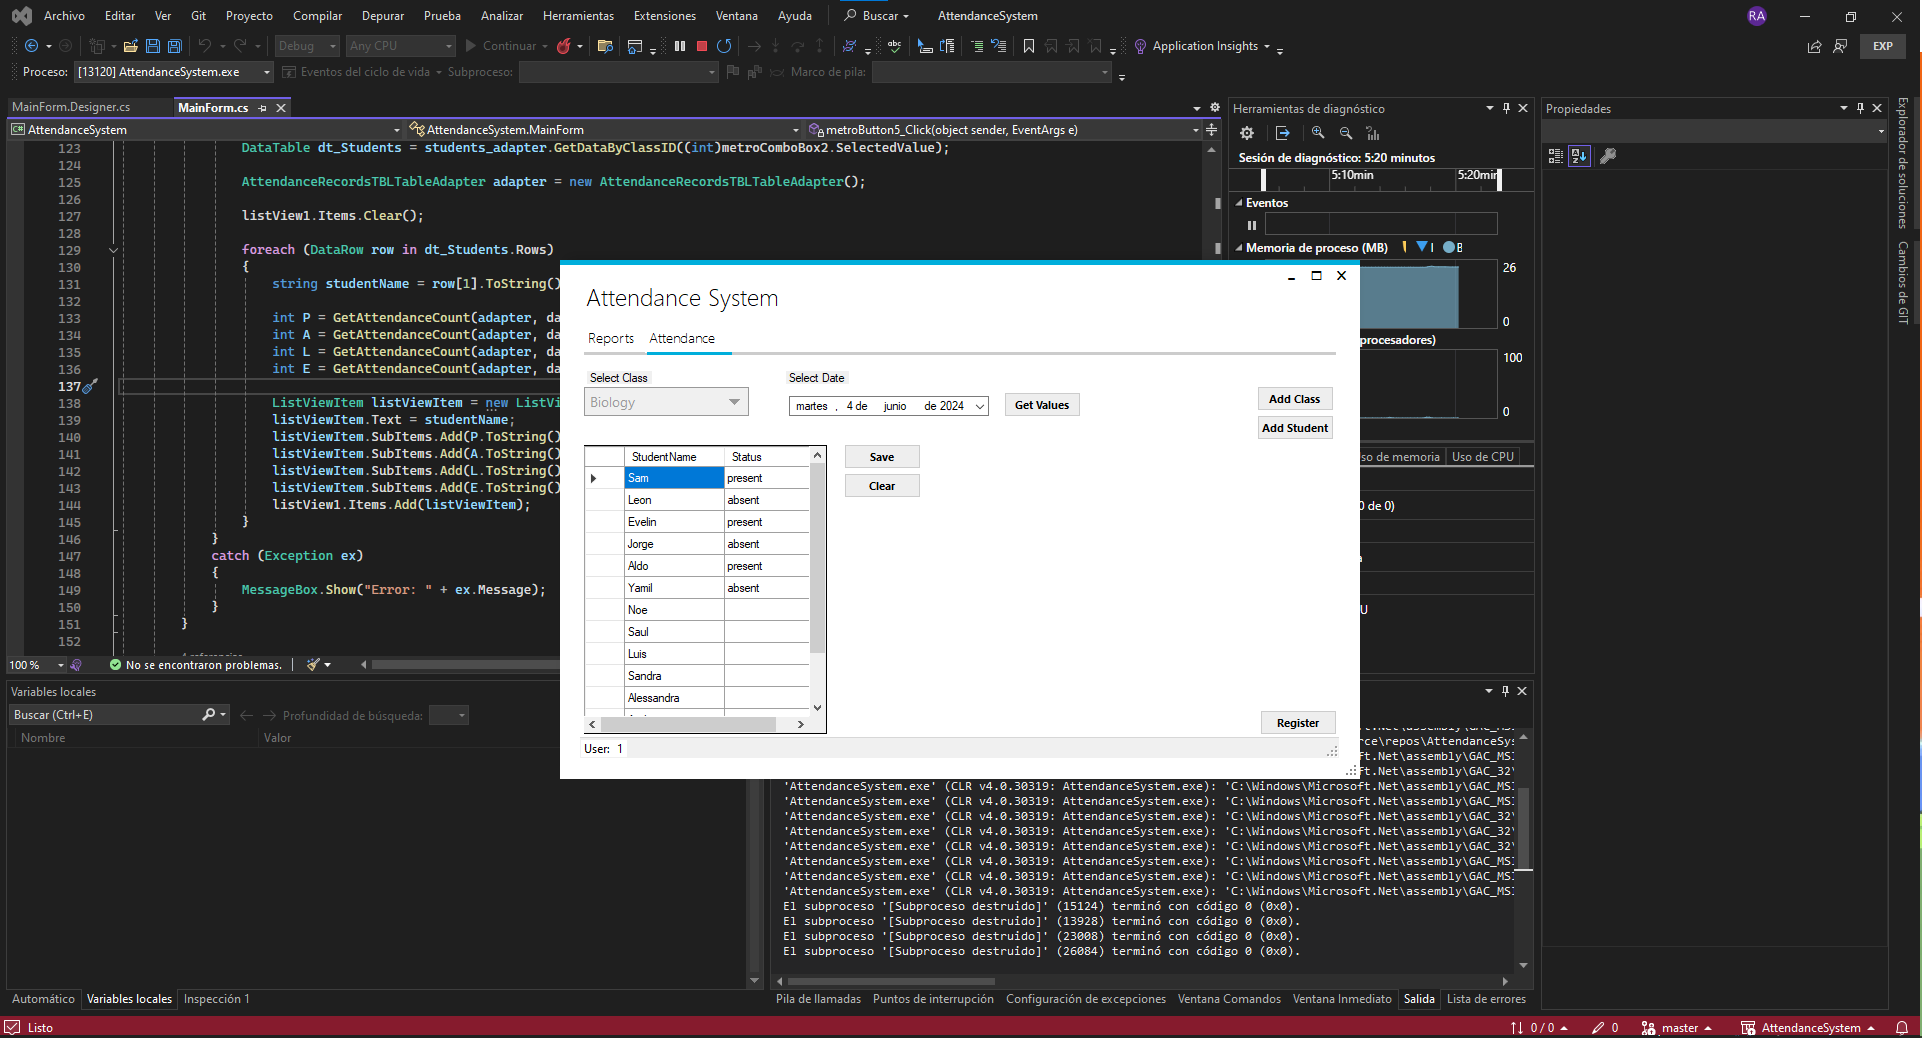 Archivo Editar Ver Git Proyecto Compilar Depurar Prueba Analizar Herramientas Extensiones Ventana Ayuda Buscar AttendanceSystem RA
Debug Any CPU Continuar Application Insights EXP
Proceso: [13120] AttendanceSystem.exe Eventos del ciclo de vida Subproceso: Marco de pila:
MainForm.Designer.cs MainForm.cs
AttendanceSystem AttendanceSystem.MainForm metroButton5_Click(object sender, EventArgs e)
123 DataTable dt_Students = students_adapter.GetDataByClassID((int)metroComboBox2.SelectedValue);
124
125 AttendanceRecordsTBLTableAdapter adapter = new AttendanceRecordsTBLTableAdapter();
126
127 listView1.Items.Clear();
128
129 foreach (DataRow row in dt_Students.Rows)
130 {
131 string studentName = row[1].ToString()
132
133 int P = GetAttendanceCount(adapter, da
134 int A = GetAttendanceCount(adapter, da
135 int L = GetAttendanceCount(adapter, da
136 int E = GetAttendanceCount(adapter, da
137
138 ListViewItem listViewItem = new ListVi
139 listViewItem.Text = studentName;
140 listViewItem.SubItems.Add(P.ToString()
141 listViewItem.SubItems.Add(A.ToString()
142 listViewItem.SubItems.Add(L.ToString()
143 listViewItem.SubItems.Add(E.ToString()
144 listView1.Items.Add(listViewItem);
145 }
146 }
147 catch (Exception ex)
148 {
149 MessageBox.Show("Error: " + ex.Message);
150 }
151 }
152
100 % No se encontraron problemas.
Attendance System
Reports Attendance
Select Class Select Date
Biology martes , 4 de junio de 2024 Get Values Add Class
Add Student
StudentName Status Save
Sam present Clear
Leon absent
Evelin present
Jorge absent
Aldo present
Yamil absent
Noe
Saul
Luis
Sandra
Alessandra
Register
User: 1
Herramientas de diagnóstico
Sesión de diagnóstico: 5:20 minutos
5:10min 5:20min
Eventos
Memoria de proceso (MB) I B
26
0
procesadores)
100
0
so de memoria Uso de CPU
0 de 0)
a
U
Propiedades
Explorador de soluciones
Cambios de GIT
Variables locales
Buscar (Ctrl+E) Profundidad de búsqueda:
Nombre Valor
rce\repos\AttendanceSys
ft.Net\assembly\GAC_MSI
ft.Net\assembly\GAC_32\
'AttendanceSystem.exe' (CLR v4.0.30319: AttendanceSystem.exe): 'C:\Windows\Microsoft.Net\assembly\GAC_MSI
'AttendanceSystem.exe' (CLR v4.0.30319: AttendanceSystem.exe): 'C:\Windows\Microsoft.Net\assembly\GAC_MSI
'AttendanceSystem.exe' (CLR v4.0.30319: AttendanceSystem.exe): 'C:\Windows\Microsoft.Net\assembly\GAC_32\
'AttendanceSystem.exe' (CLR v4.0.30319: AttendanceSystem.exe): 'C:\Windows\Microsoft.Net\assembly\GAC_32\
'AttendanceSystem.exe' (CLR v4.0.30319: AttendanceSystem.exe): 'C:\Windows\Microsoft.Net\assembly\GAC_32\
'AttendanceSystem.exe' (CLR v4.0.30319: AttendanceSystem.exe): 'C:\Windows\Microsoft.Net\assembly\GAC_MSI
'AttendanceSystem.exe' (CLR v4.0.30319: AttendanceSystem.exe): 'C:\Windows\Microsoft.Net\assembly\GAC_MSI
'AttendanceSystem.exe' (CLR v4.0.30319: AttendanceSystem.exe): 'C:\Windows\Microsoft.Net\assembly\GAC_MSI
El subproceso '[Subproceso destruido]' (15124) terminó con código 0 (0x0).
El subproceso '[Subproceso destruido]' (13928) terminó con código 0 (0x0).
El subproceso '[Subproceso destruido]' (23008) terminó con código 0 (0x0).
El subproceso '[Subproceso destruido]' (26084) terminó con código 0 (0x0).
Automático Variables locales Inspección 1
Pila de llamadas Puntos de interrupción Configuración de excepciones Ventana Comandos Ventana Inmediato Salida Lista de errores
Listo 0 / 0 0 master AttendanceSystem